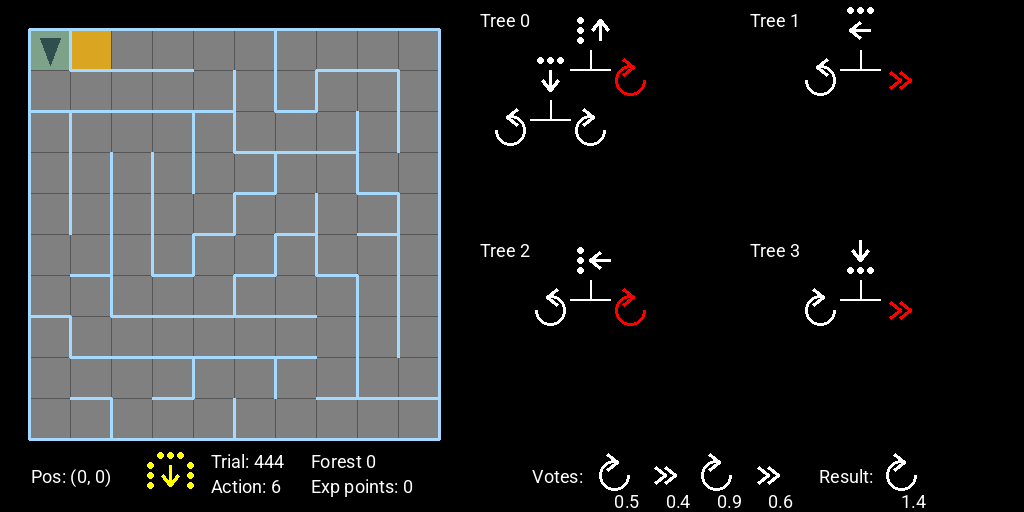 Tree 0
Tree 1
Tree 2
Tree 3
Pos: (0, 0)
Trial: 444
Forest 0
Action: 6
Exp points: 0
Votes:
0.5
0.4
0.9
0.6
Result:
1.4